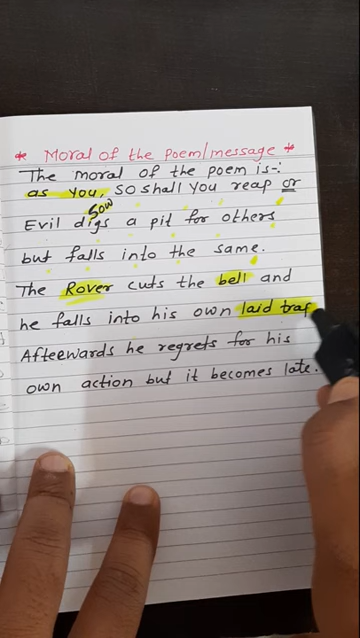 * Moral of the poem/message *
The moral of the poem is-:
as you, so shall you reap or
sow
Evil digs a pit for others
but falls into the same.
The Rover cuts the bell and
he falls into his own laid trap
Afterwards he regrets for his
own action but it becomes late.